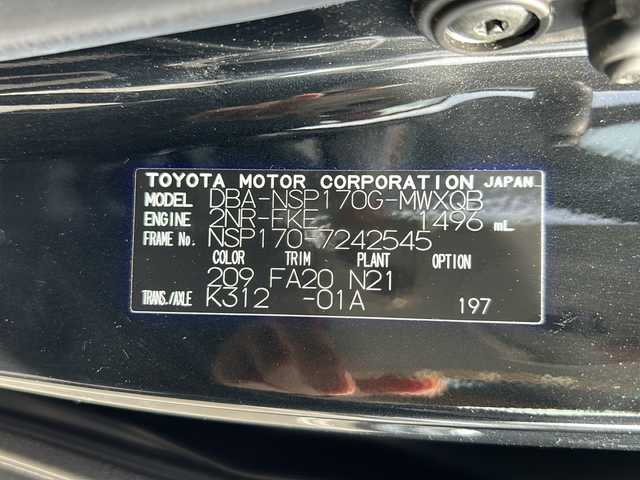 TOYOTA MOTOR CORPORATION JAPAN
MODEL DBA-NSP170G-MWXQB
ENGINE 2NR-FKE 1496 mL
FRAME No. NSP170-7242545
COLOR TRIM PLANT OPTION
209 FA20 N21
TRANS./AXLE K312 -01A 197